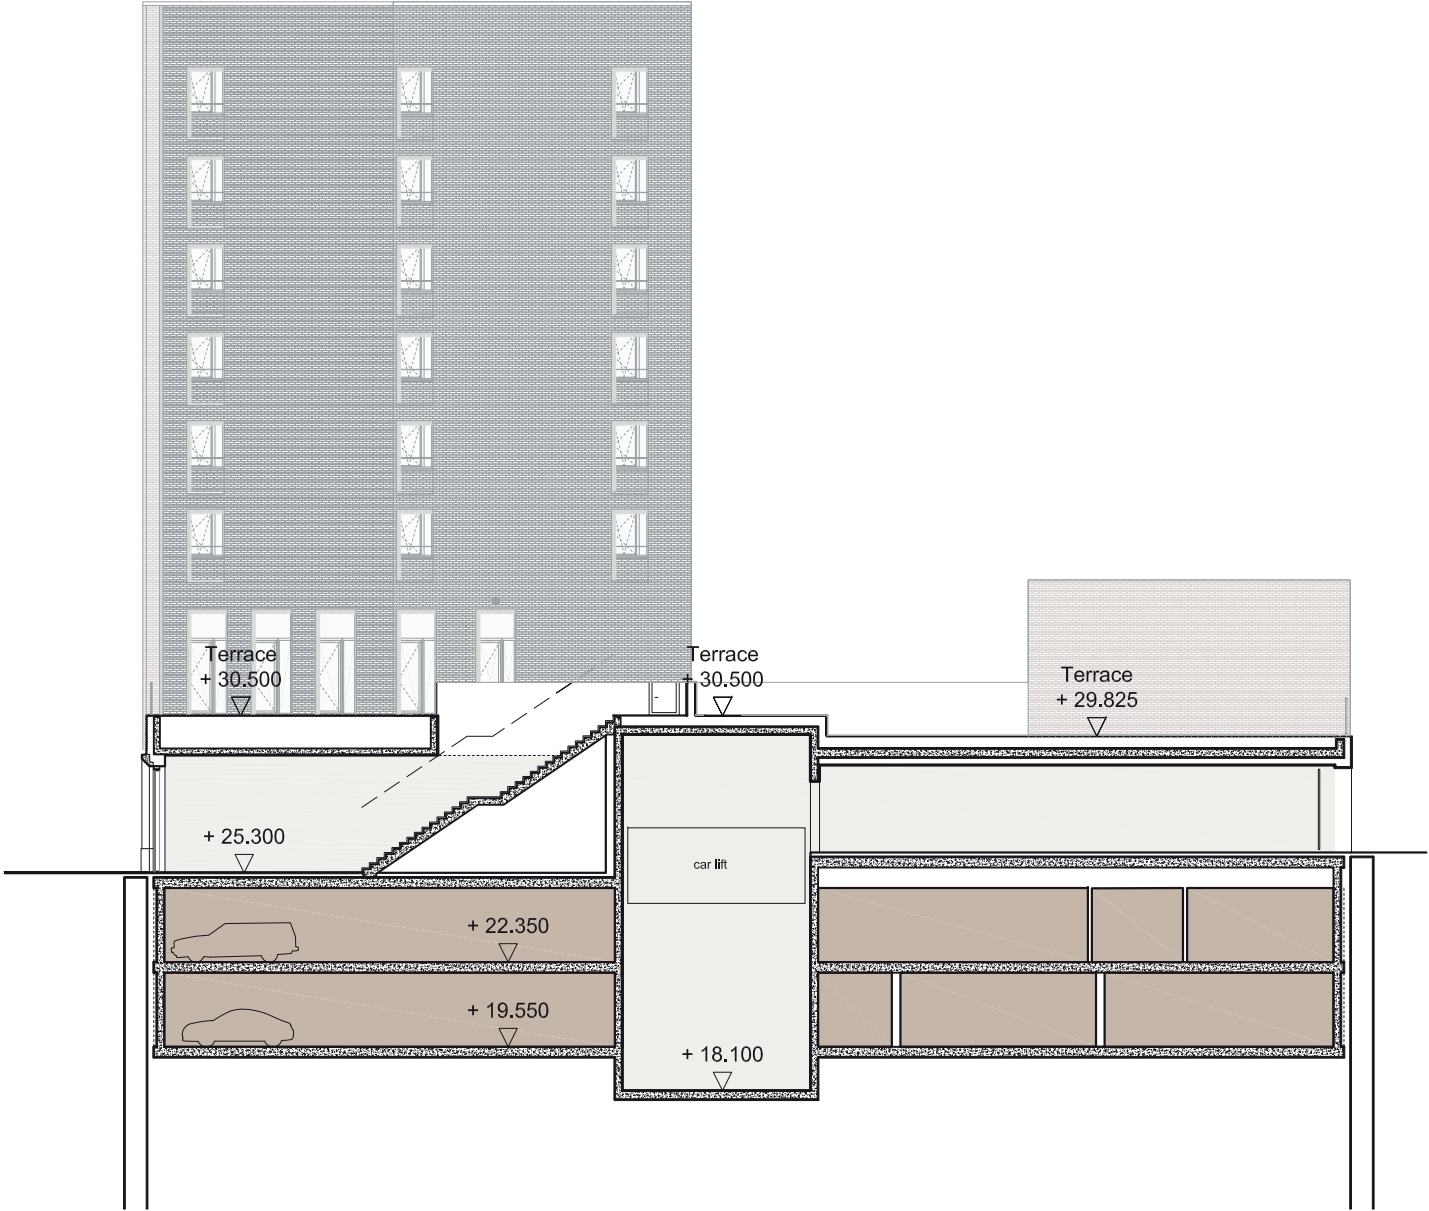 Terrace
+ 30.500
Terrace
+ 30.500
Terrace
+ 29.825
+ 25.300
car lift
+ 22.350
+ 19.550
+ 18.100